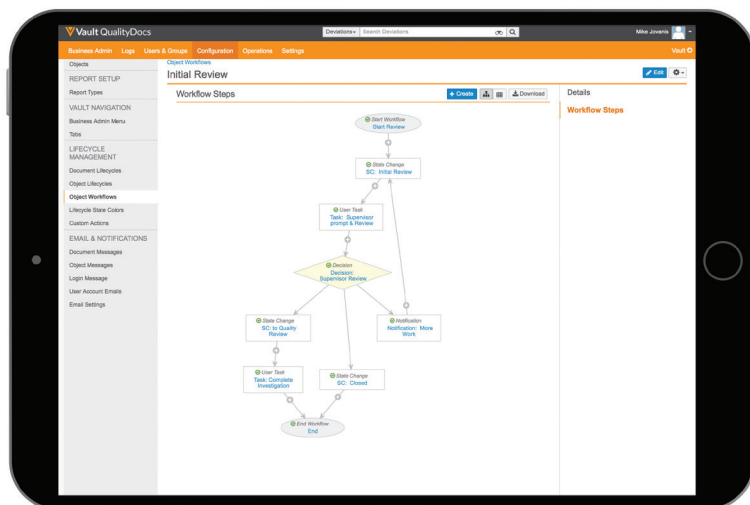 Vault QualityDocs
Deviations
Search Deviations
Mike Jovanis
Business Admin Logs Users & Groups Configuration Operations Settings
Vault
Objects
REPORT SETUP
Report Types
VAULT NAVIGATION
Business Admin Menu
Tabs
LIFECYCLE
MANAGEMENT
Document Lifecycles
Object Lifecycles
Object Workflows
Lifecycle State Colors
Custom Actions
EMAIL & NOTIFICATIONS
Document Messages
Object Messages
Login Message
User Account Emails
Email Settings
Object Workflows
Initial Review
Edit
Workflow Steps
+ Create
Download
Start Workflow
Start Review
State Change
SC: Initial Review
User Task
Task: Supervisor
prompt & Review
Decision
Decision:
Supervisor Review
State Change
SC: to Quality
Review
Notification
Notification: More
Work
User Task
Task: Complete
Investigation
State Change
SC: Closed
End Workflow
End
Details
Workflow Steps